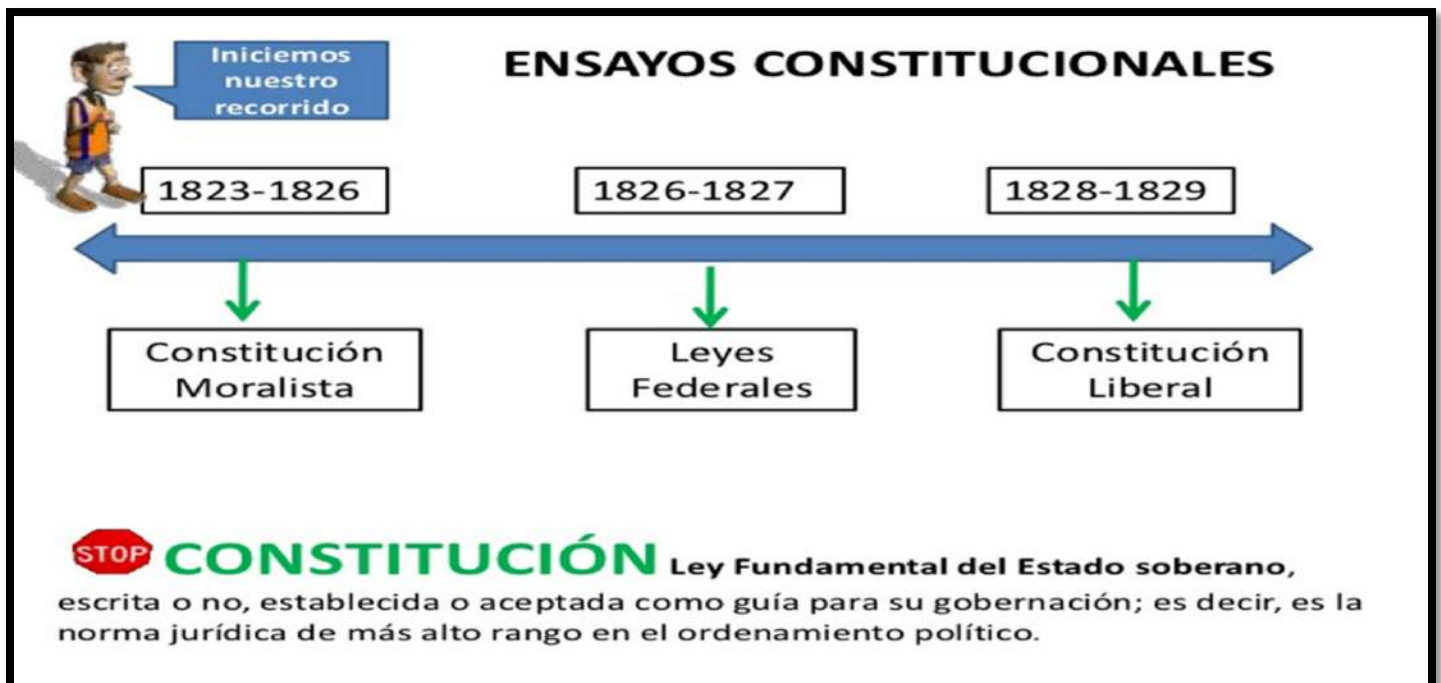 Iniciemos
nuestro
recorrido
ENSAYOS CONSTITUCIONALES
1823-1826
1826-1827
1828-1829
Constitución
Moralista
Leyes
Federales
Constitución
Liberal
STOP CONSTITUCIÓN Ley Fundamental del Estado soberano,
escrita o no, establecida o aceptada como guía para su gobernación; es decir, es la
norma jurídica de más alto rango en el ordenamiento político.